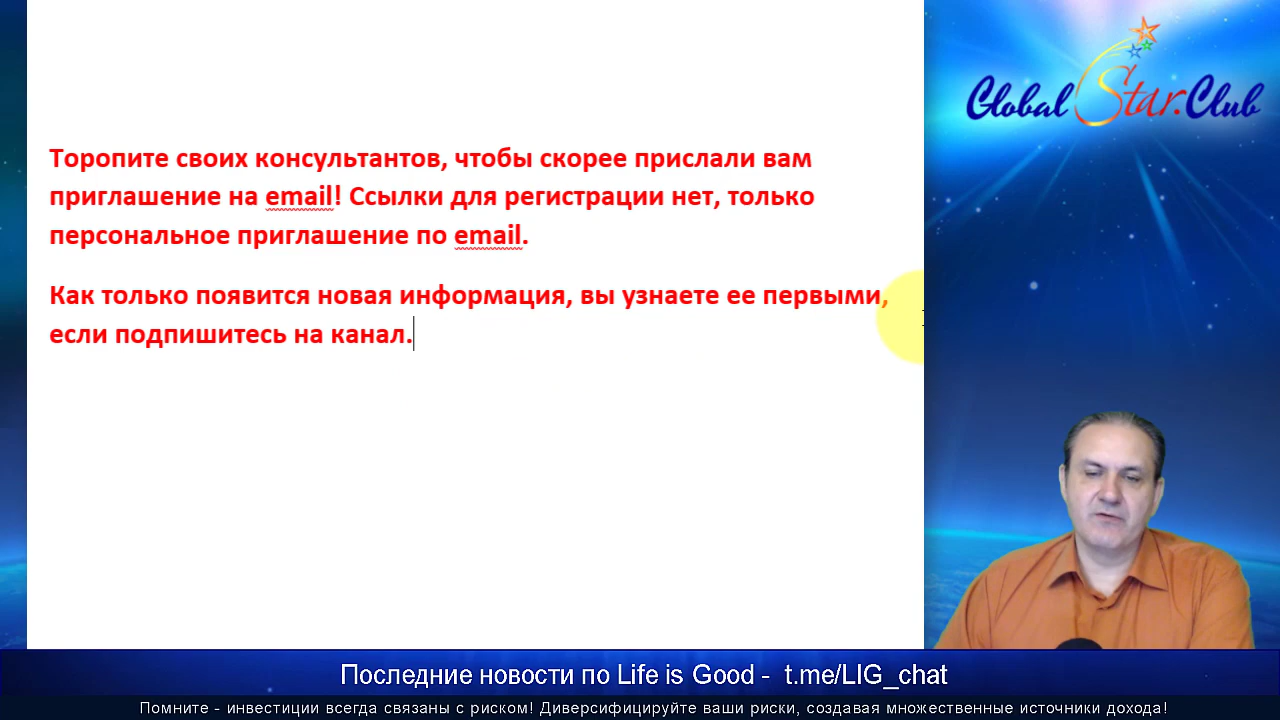 Global Star.Club
Торопите своих консультантов, чтобы скорее прислали вам
приглашение на email! Ссылки для регистрации нет, только
персональное приглашение по email.
Как только появится новая информация, вы узнаете ее первыми,
если подпишитесь на канал.
Последние новости по Life is Good - t.me/LIG_chat
Помните - инвестиции всегда связаны с риском! Диверсифицируйте ваши риски, создавая множественные источники дохода!